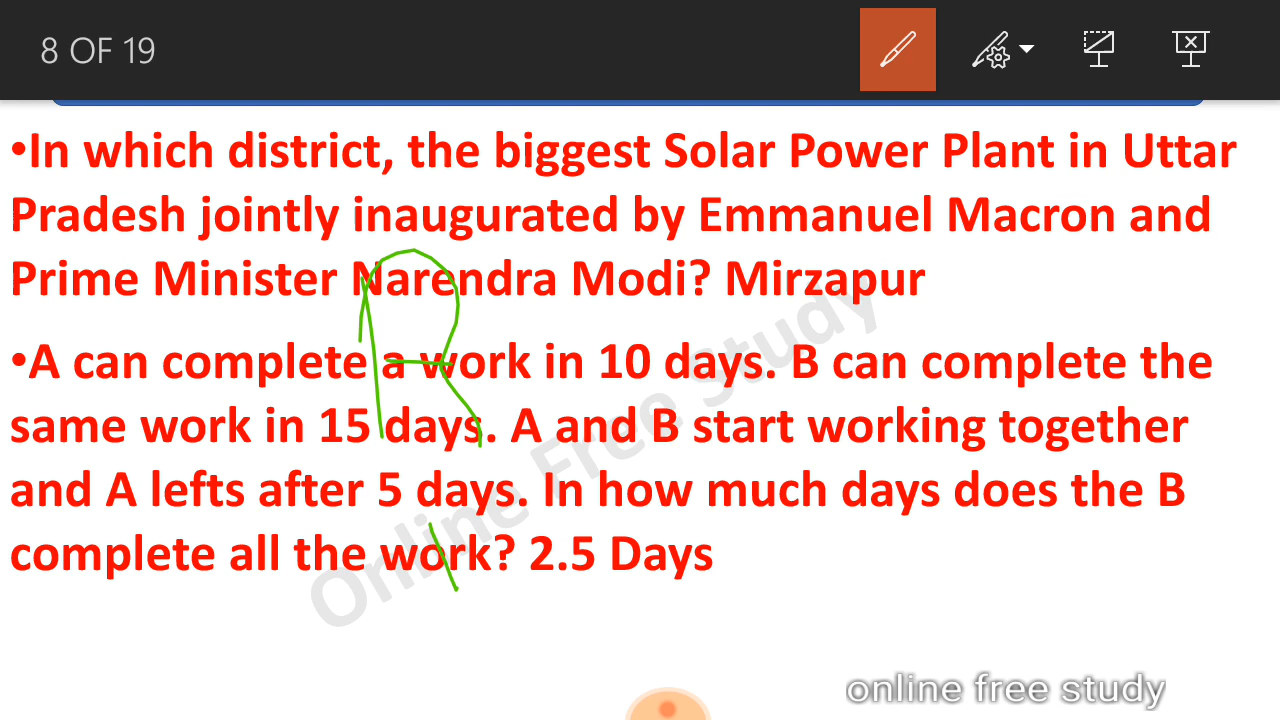 8 OF 19
•In which district, the biggest Solar Power Plant in Uttar
Pradesh jointly inaugurated by Emmanuel Macron and
Prime Minister Narendra Modi? Mirzapur
•A can complete a work in 10 days. B can complete the
same work in 15 days. A and B start working together
and A lefts after 5 days. In how much days does the B
complete all the work? 2.5 Days
Online Free Study
R
online free study